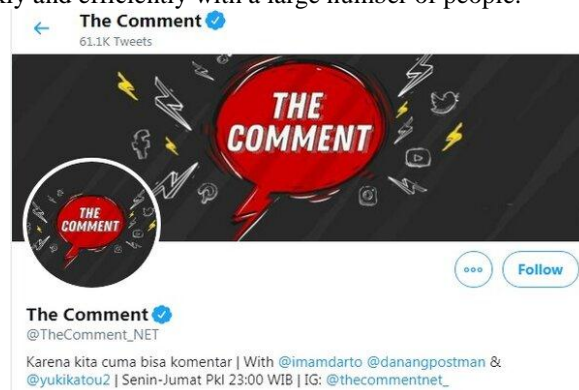 and efficiently with a large number of people.
The Comment
61.1K Tweets
THE
COMMENT
THE
COMMENT
Follow
The Comment
@TheComment_NET
Karena kita cuma bisa komentar | With @imamdarto @danangpostman &
@yukikatou2 | Senin-Jumat Pkl 23:00 WIB | IG: @thecommentnet_